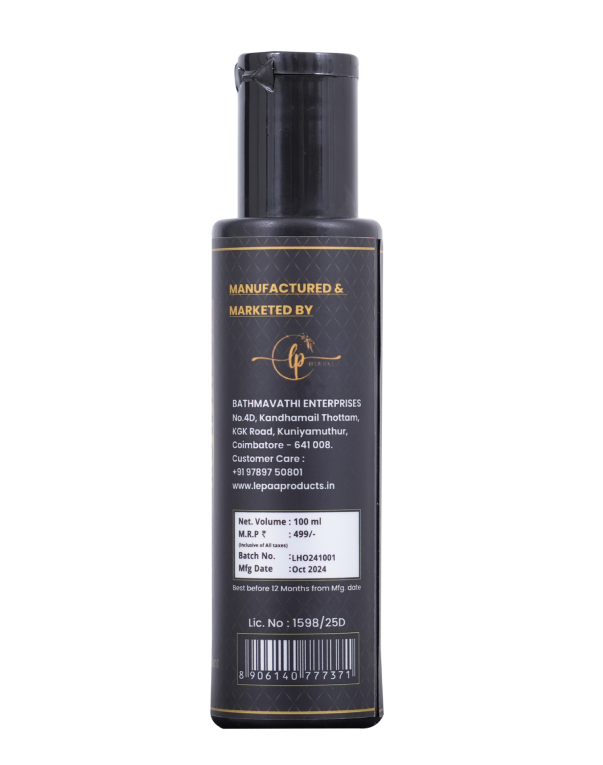 MANUFACTURED &
MARKETED BY
lp
BATHMAVATHI ENTERPRISES
No.4D, Kandhamail Thottam,
KGK Road, Kuniyamuthur,
Coimbatore - 641 008.
Customer Care :
+91 97897 50801
www.lepaaproducts.in
Net. Volume : 100 ml
M.R.P ₹ : 499/-
(Inclusive of All taxes)
Batch No. : LHO241001
Mfg Date : Oct 2024
Best before 12 Months from Mfg. date
Lic. No : 1598/25D
8 906140 777371